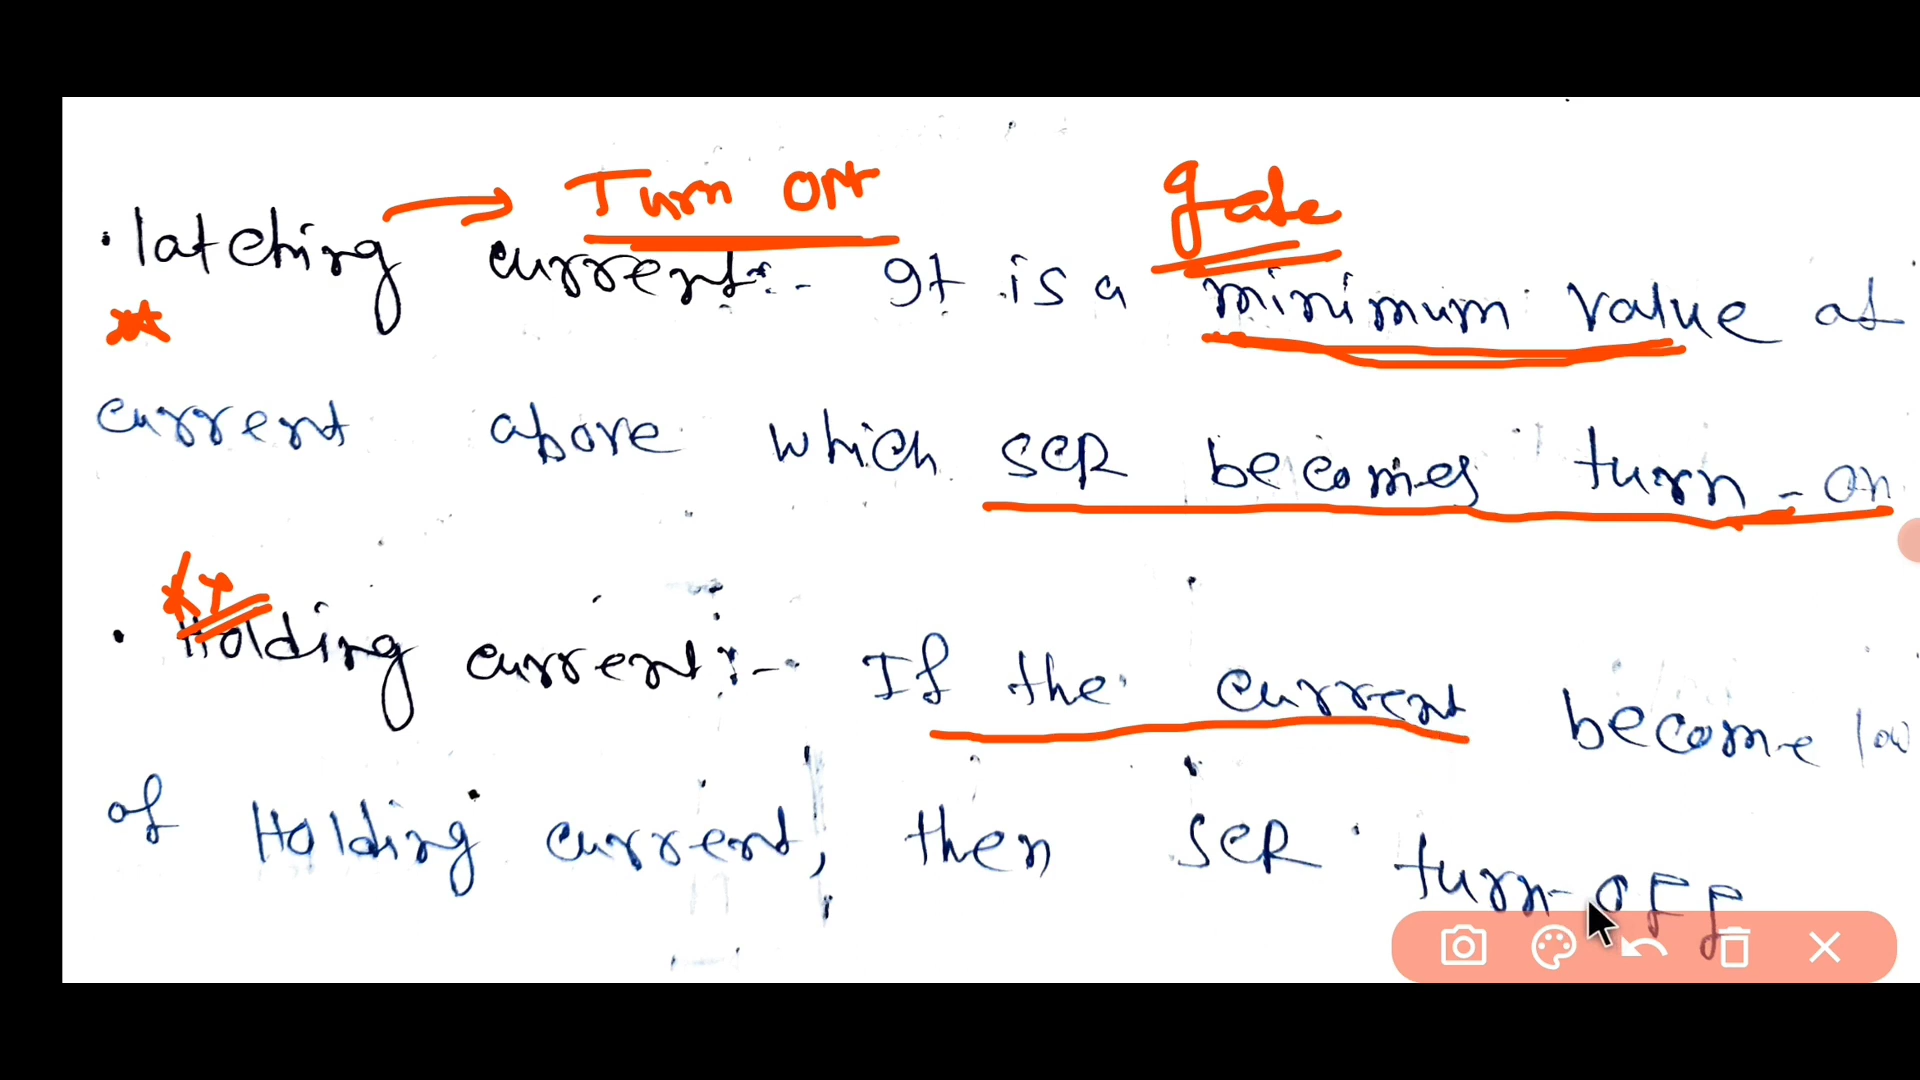 Turn on gate
• latching current:- It is a minimum value of
current above which SCR becomes turn-on
• Holding current:- If the current become low
of Holding current, then SCR turn-off